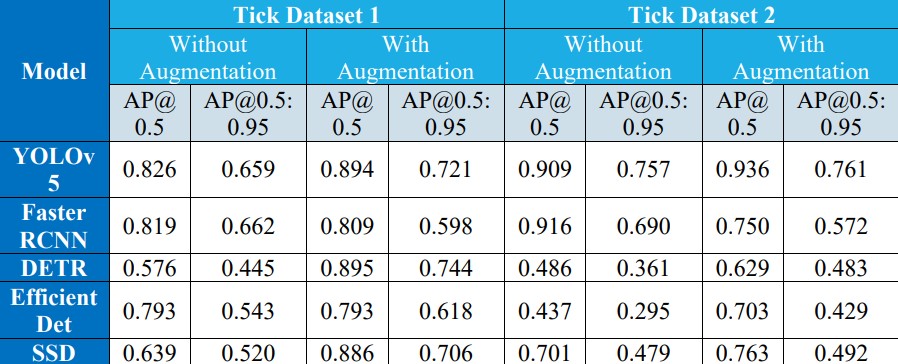 Model Tick Dataset 1 Tick Dataset 2
Without Augmentation With Augmentation Without Augmentation With Augmentation
AP@0.5 AP@0.5:0.95 AP@0.5 AP@0.5:0.95 AP@0.5 AP@0.5:0.95 AP@0.5 AP@0.5:0.95
YOLOv5 0.826 0.659 0.894 0.721 0.909 0.757 0.936 0.761
Faster RCNN 0.819 0.662 0.809 0.598 0.916 0.690 0.750 0.572
DETR 0.576 0.445 0.895 0.744 0.486 0.361 0.629 0.483
Efficient Det 0.793 0.543 0.793 0.618 0.437 0.295 0.703 0.429
SSD 0.639 0.520 0.886 0.706 0.701 0.479 0.763 0.492